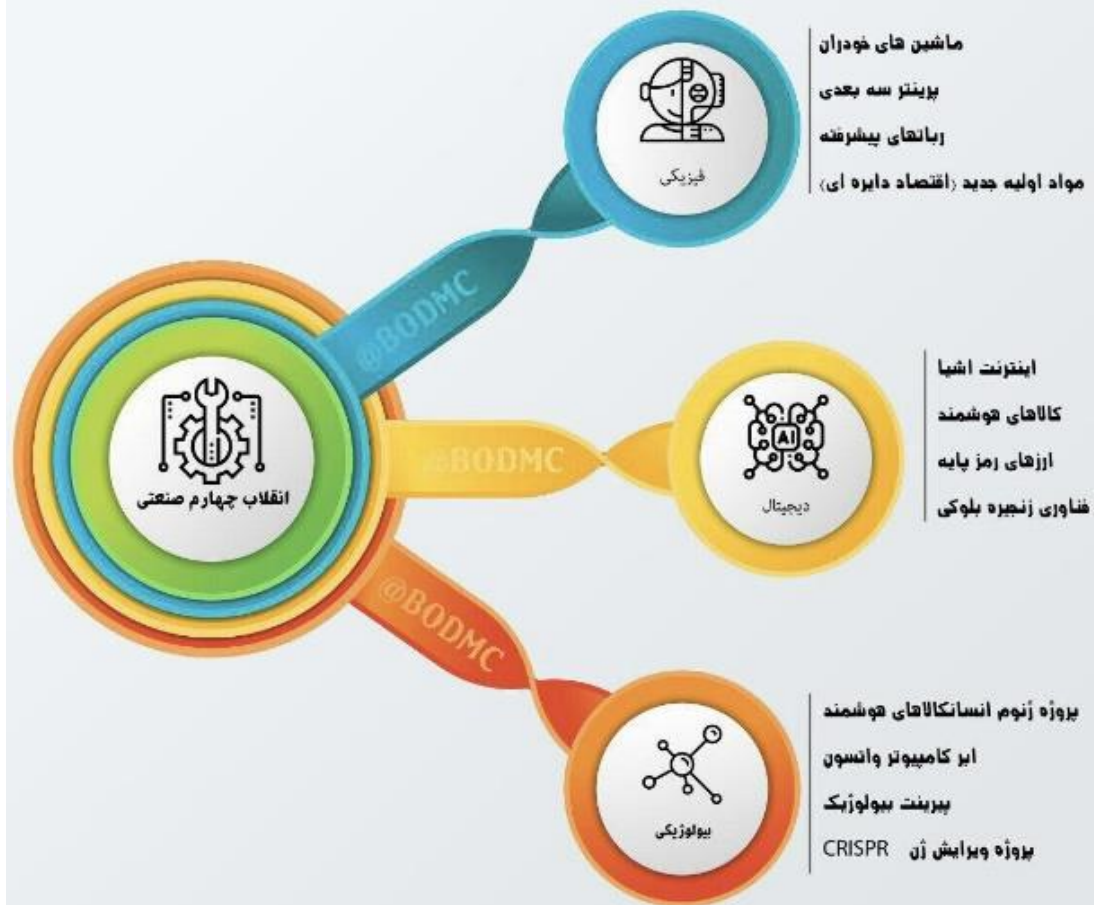 ماشین های خودران
پرینتر سه بعدی
رباتهای پیشرفته
مواد اولیه جدید (اقتصاد دایره ای)
فیزیکی
@BODMC
اینترنت اشیا
کالاهای هوشمند
ارزهای رمز پایه
فناوری زنجیره بلوکی
AI
دیجیتال
@BODMC
انقلاب چهارم صنعتی
@BODMC
پروژه ژنوم انسانکالاهای هوشمند
ابر کامپیوتر واتسون
پیرینت بیولوژیک
پروژه ویرایش ژن CRISPR
بیولوژیکی